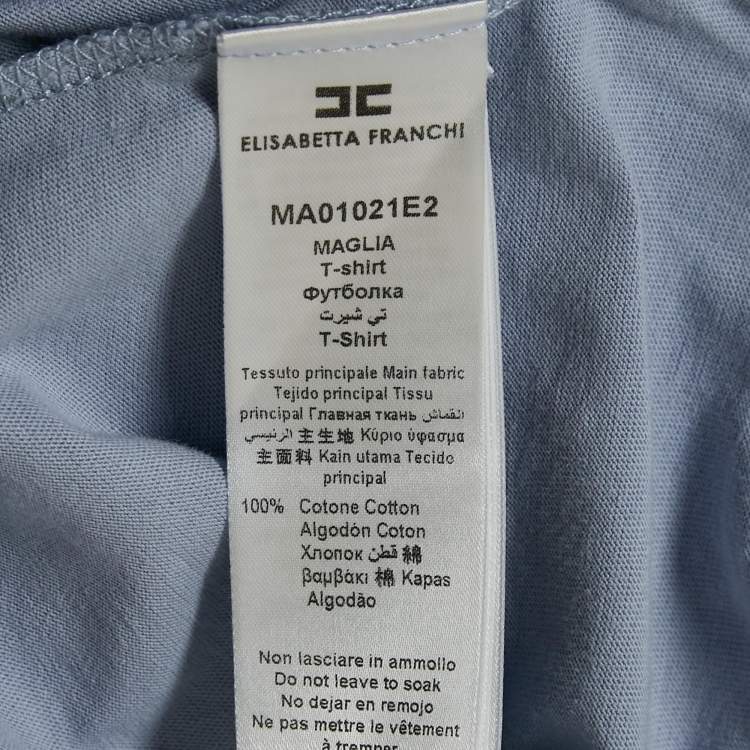 ELISABETTA FRANCHI
MA01021E2
MAGLIA
T-shirt
Футболка
تي شيرت
T-Shirt
Tessuto principale Main fabric
Tejido principal Tissu
principal Главная ткань القماش
الرئيسي 主生地 Κύριο ύφασμα
主面料 Kain utama Tecido
principal
100% Cotone Cotton
Algodón Coton
Хлопок قطن 綿
βαμβάκι 棉 Kapas
Algodão
Non lasciare in ammollo
Do not leave to soak
No dejar en remojo
Ne pas mettre le vêtement
à tremper